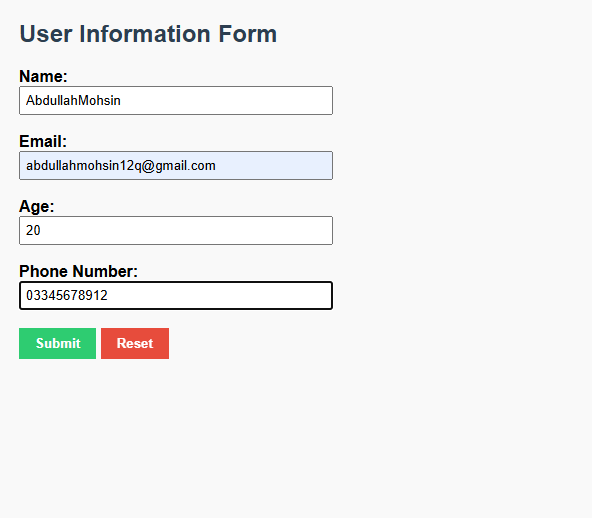 User Information Form
Name:
AbdullahMohsin
Email:
abdullahmohsin12q@gmail.com
Age:
20
Phone Number:
03345678912
Submit Reset